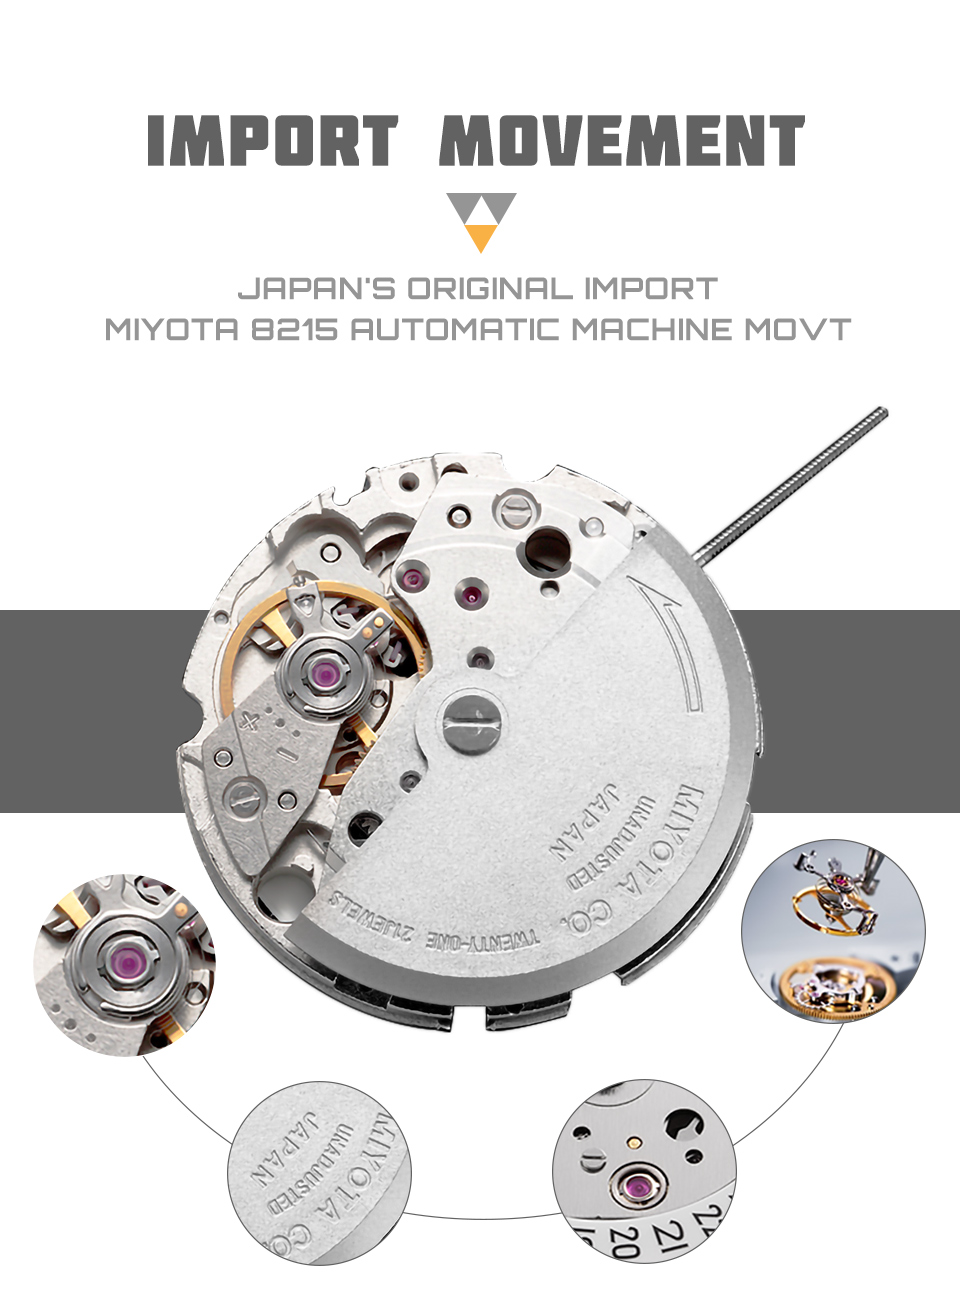 IMPORT MOVEMENT
JAPAN'S ORIGINAL IMPORT
MIYOTA 8215 AUTOMATIC MACHINE MOVT
MIYOTA CO.
UNADJUSTED
JAPAN
TWENTY-ONE 21JEWELS
MIYOTA CO.
UNADJUSTED
JAPAN
20
21
22